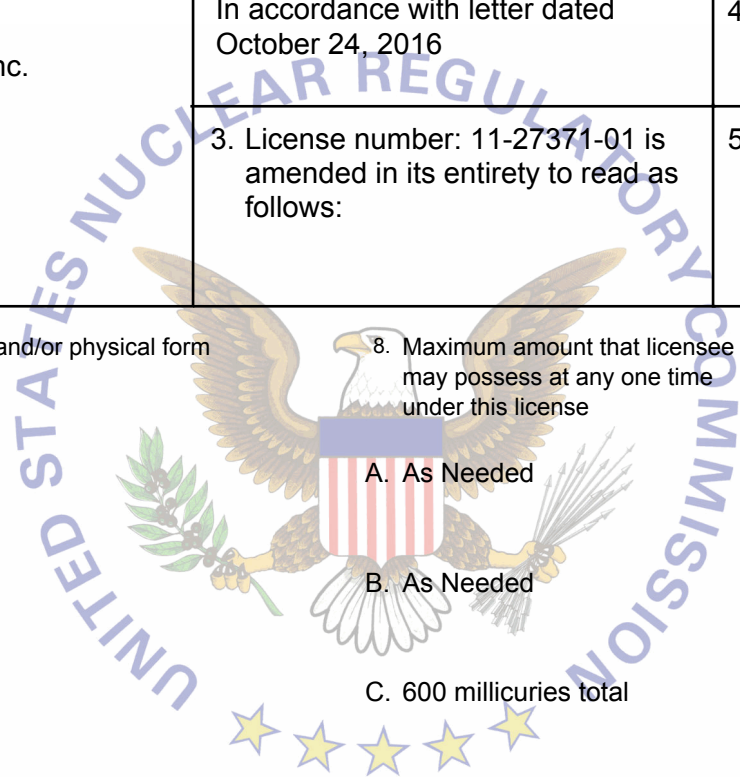 In accordance with letter dated
October 24, 2016
4
nc.
3. License number: 11-27371-01 is
amended in its entirety to read as
follows:
5
and/or physical form
8. Maximum amount that licensee
may possess at any one time
under this license
A. As Needed
B. As Needed
C. 600 millicuries total
UNITED STATES NUCLEAR REGULATORY COMMISSION